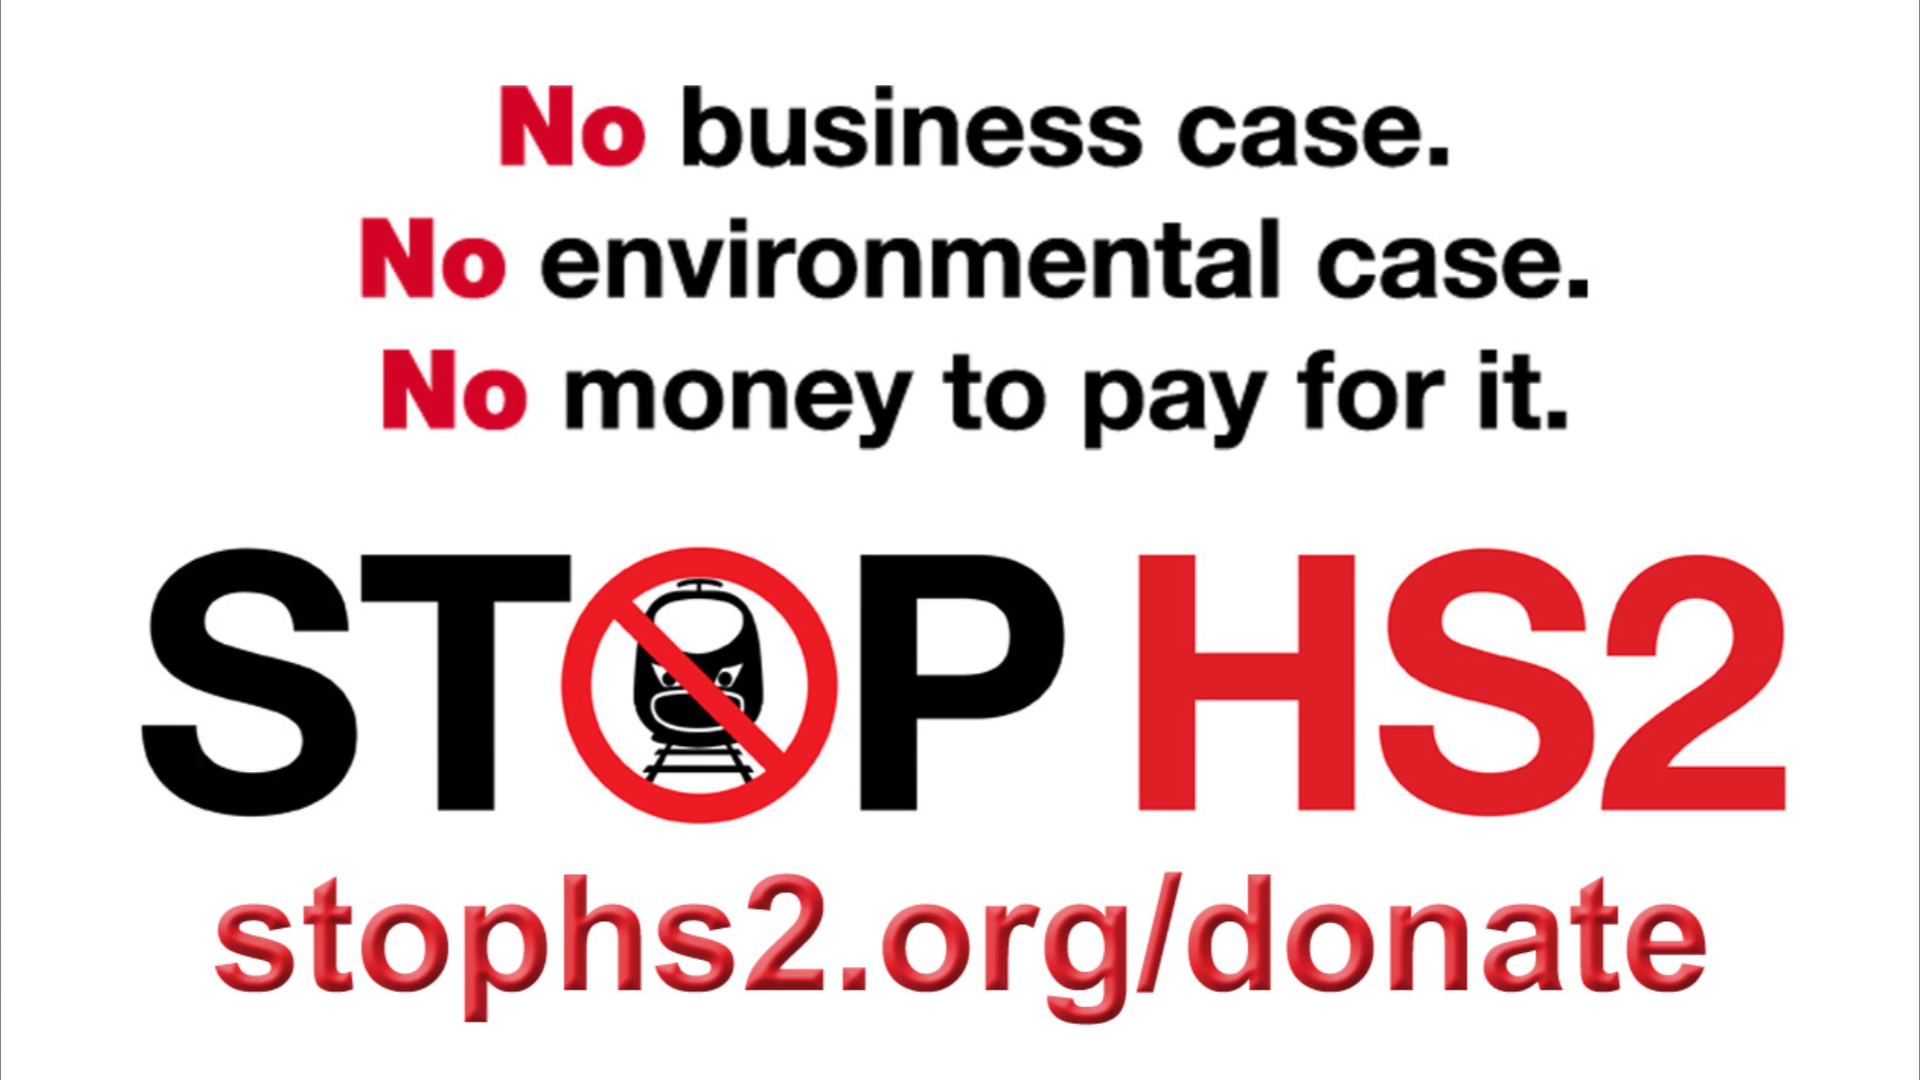 No business case.
No environmental case.
No money to pay for it.
STOP HS2
stophs2.org/donate